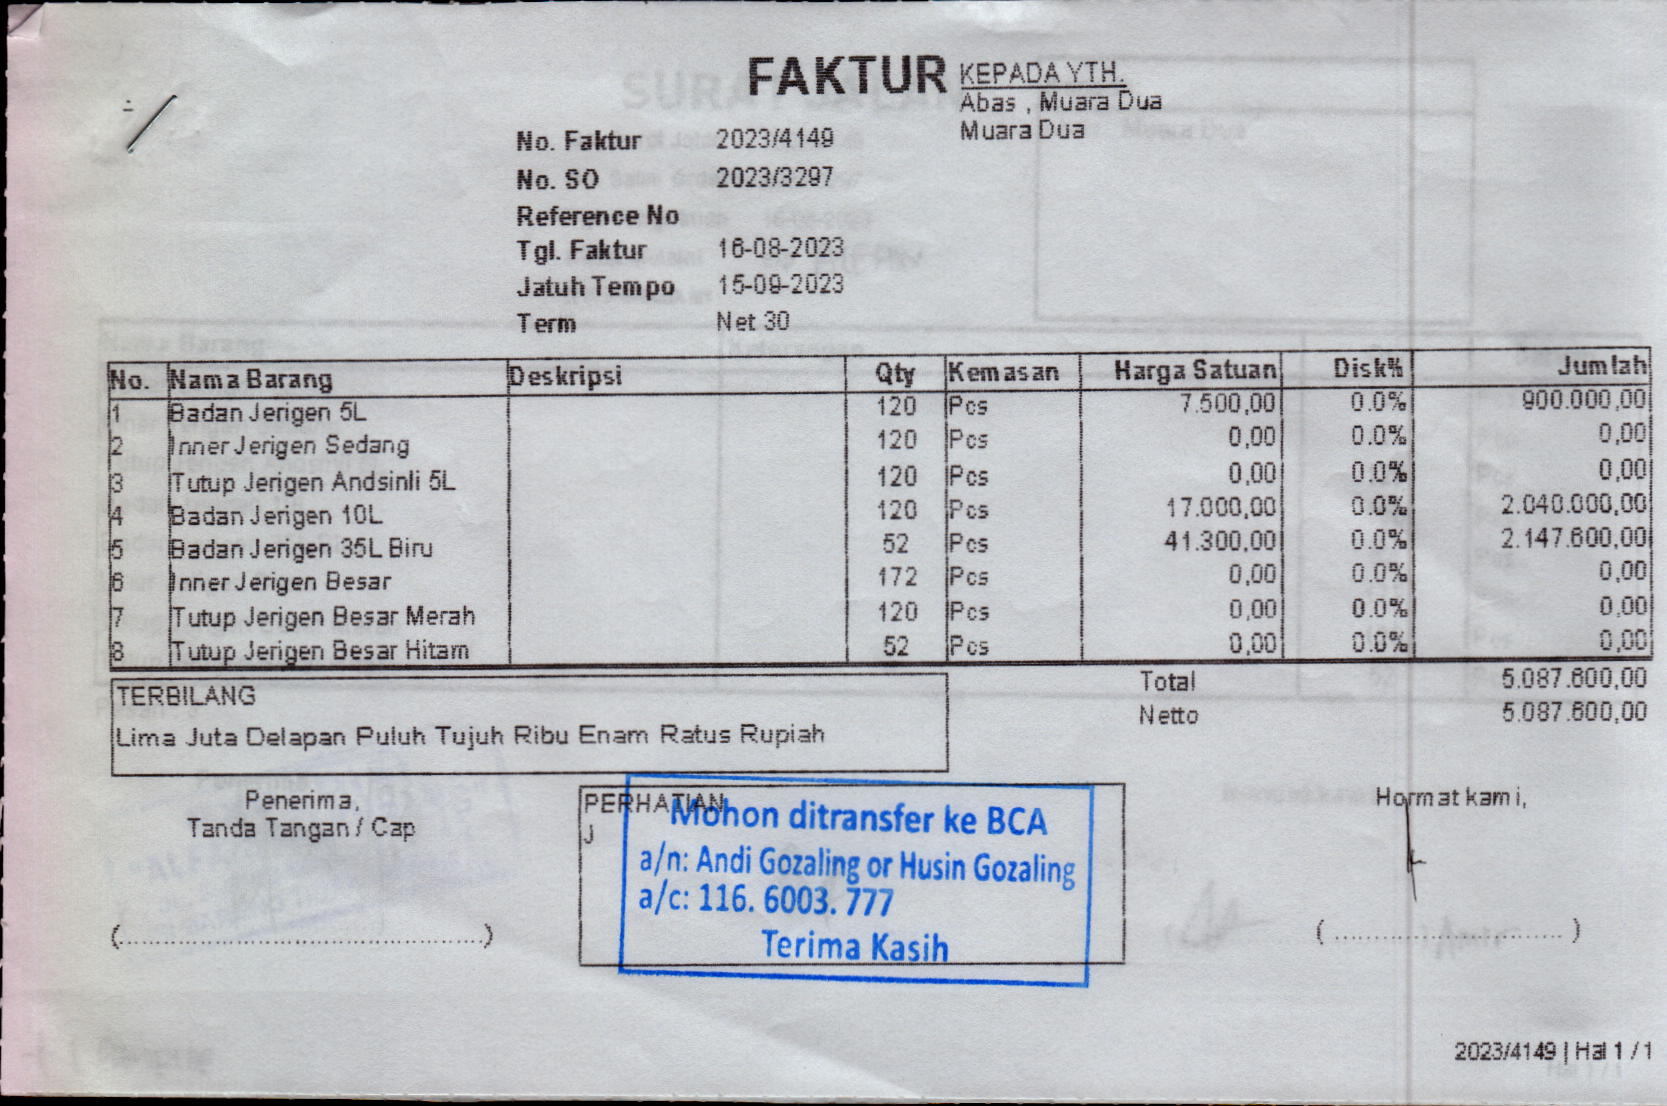 FAKTUR
KEPADA YTH.
Abas , Muara Dua
Muara Dua
No. Faktur 2023/4149
No. SO 2023/3297
Reference No
Tgl. Faktur 16-08-2023
Jatuh Tempo 15-09-2023
Term Net 30
No. Nama Barang Deskripsi Qty Kemasan Harga Satuan Disk% Jumlah
1 Badan Jerigen 5L 120 Pcs 7.500,00 0.0% 900.000,00
2 Inner Jerigen Sedang 120 Pcs 0,00 0.0% 0,00
3 Tutup Jerigen Andsinli 5L 120 Pcs 0,00 0.0% 0,00
4 Badan Jerigen 10L 120 Pcs 17.000,00 0.0% 2.040.000,00
5 Badan Jerigen 35L Biru 52 Pcs 41.300,00 0.0% 2.147.600,00
6 Inner Jerigen Besar 172 Pcs 0,00 0.0% 0,00
7 Tutup Jerigen Besar Merah 120 Pcs 0,00 0.0% 0,00
8 Tutup Jerigen Besar Hitam 52 Pcs 0,00 0.0% 0,00
Total 5.087.600,00
Netto 5.087.600,00
TERBILANG
Lima Juta Delapan Puluh Tujuh Ribu Enam Ratus Rupiah
Penerima,
Tanda Tangan / Cap
(................................................)
PERHATIAN
J
Mohon ditransfer ke BCA
a/n: Andi Gozaling or Husin Gozaling
a/c: 116. 6003. 777
Terima Kasih
Hormat kami,
( .............................. )
2023/4149 | Hal 1 / 1